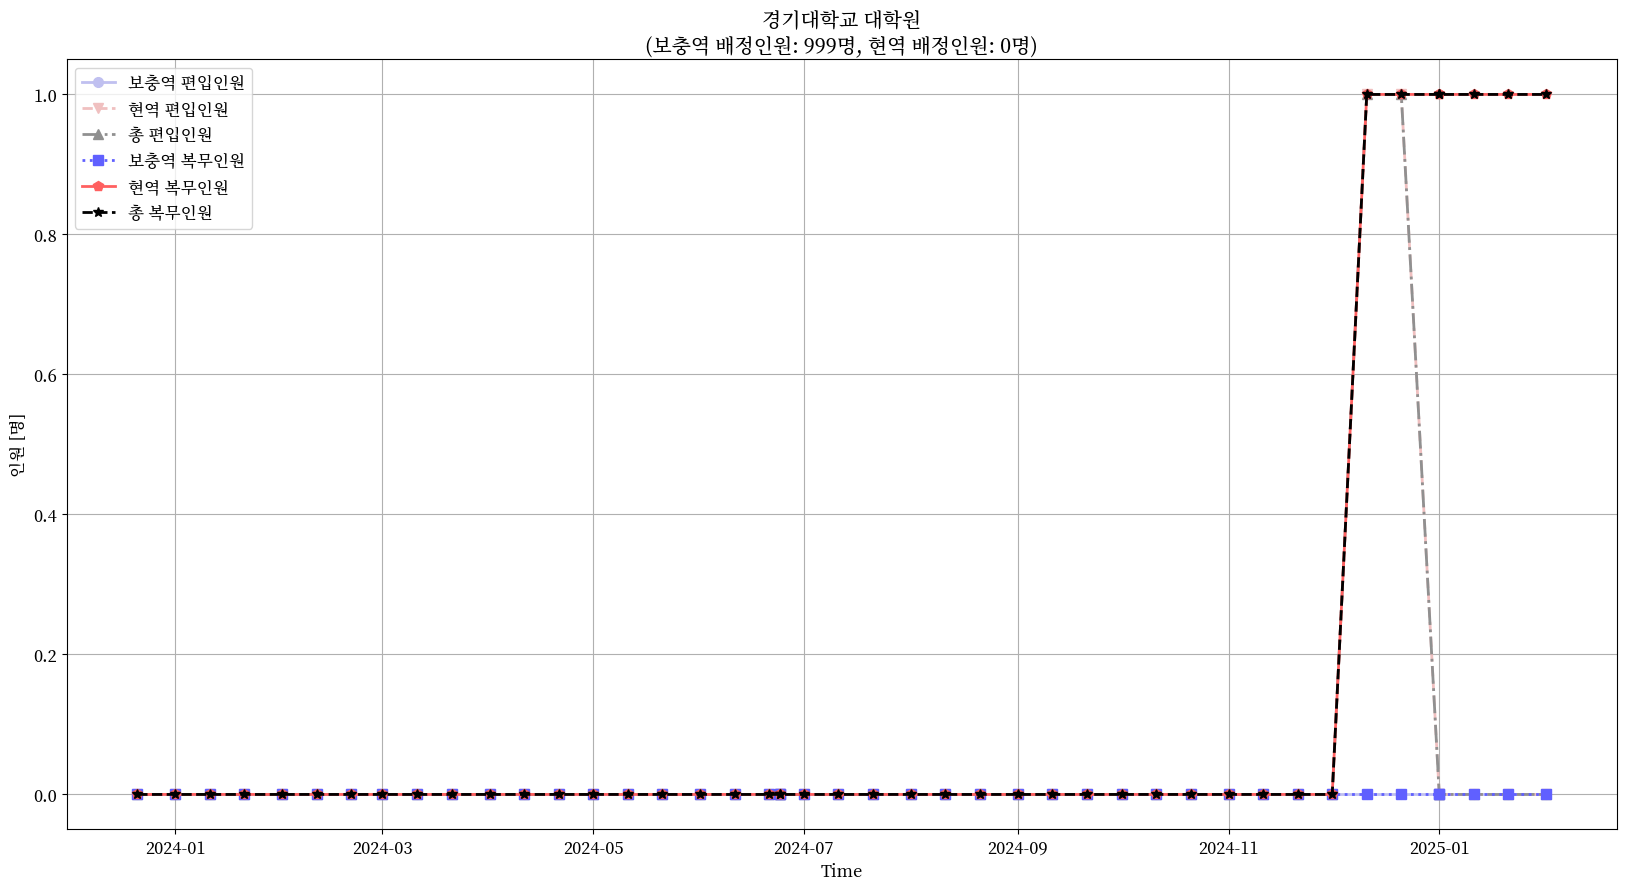 경기대학교 대학원
(보충역 배정인원: 999명, 현역 배정인원: 0명)
보충역 편입인원
현역 편입인원
총 편입인원
보충역 복무인원
현역 복무인원
총 복무인원
1.0
0.8
0.6
0.4
0.2
0.0
인원 [명]
2024-01
2024-03
2024-05
2024-07
2024-09
2024-11
2025-01
Time